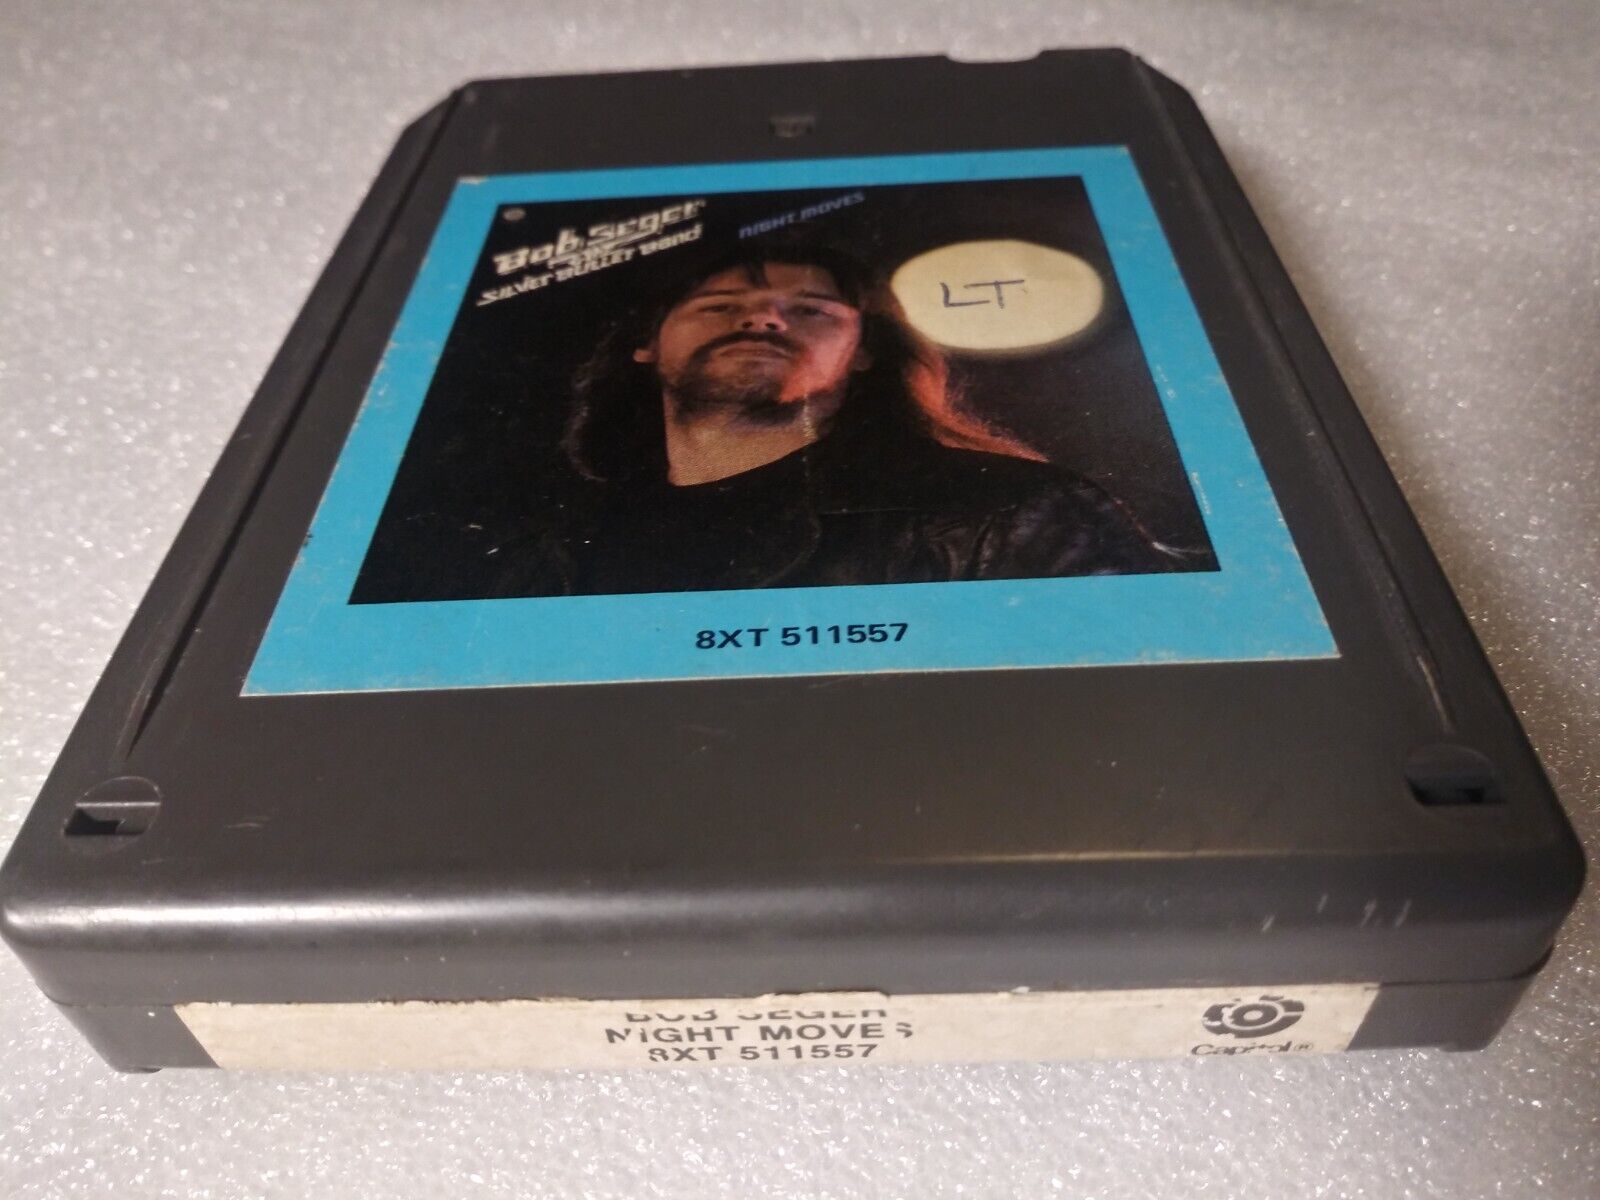 Bob Seger
Silver Bullet Band
NIGHT MOVES
LT
8XT 511557
BOB SEGER
NIGHT MOVES
8XT 511557
Capitol®